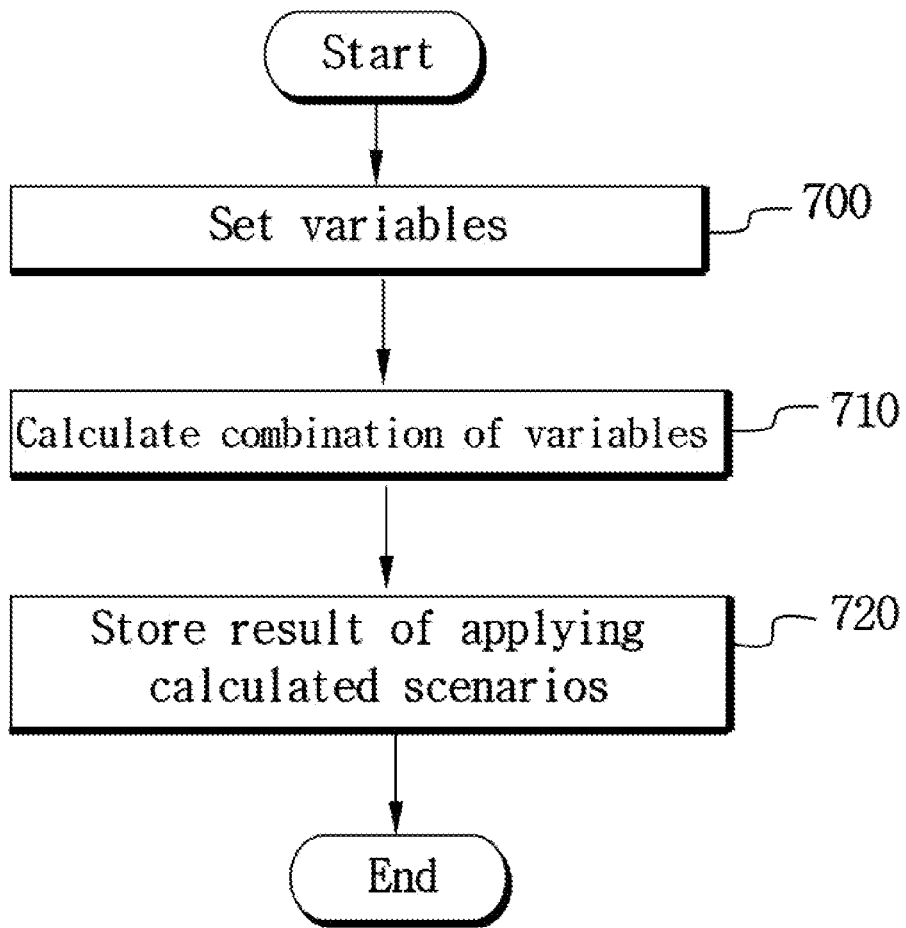 Start
Set variables
700
Calculate combination of variables
710
Store result of applying
calculated scenarios
720
End